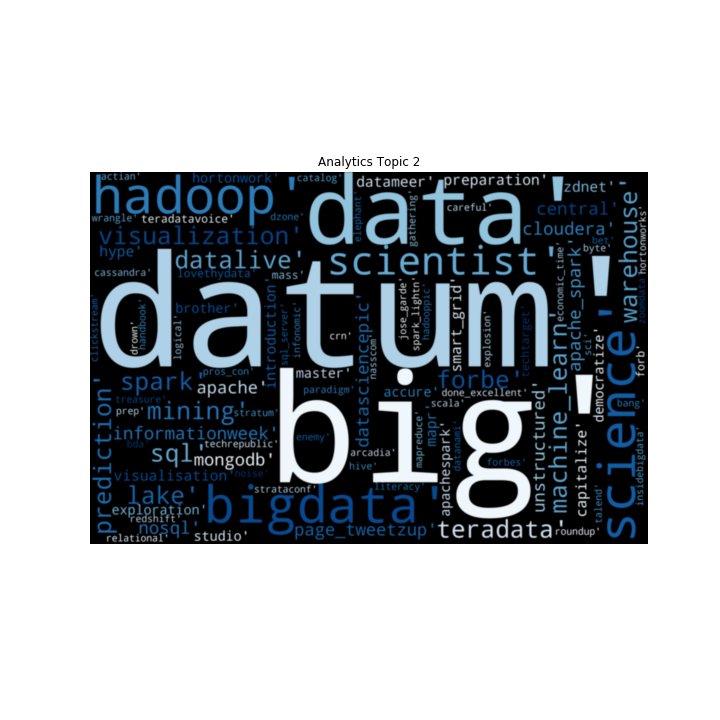 Analytics Topic 2
actian'
hortonwork'
catalog'
datameer'
preparation'
zdnet'
hadoop'
data'
careful'
central'
wrangle'
teradatavoice'
dzone'
elephant'
gathering'
cloudera'
bez'
warehouse'
hortonworks'
visualization'
hype'
datalive'
scientist'
byte'
cassandra'
lovethydata'
mass'
economic_time'
apache_spark
datum'
clickstream'
brother'
introduction'
sql_server'
infonomic'
jose_garde'
spark_lightn'
hadooppic'
smart_grid'
explosion'
techtarget'
sci'
forb'
drown'
handbook'
logical'
crn'
nasscom'
datasciencepic'
pros_con'
spark'
apache'
master'
paradigm'
accure'
forbe'
done_excellent'
scala'
machine_learn'
democratize'
science'
treasure'
prep'
mining'
stratum'
big'
bang'
prediction'
informationweek'
bda
techrepublic'
enemy'
arcadia'
hive'
mapreduce'
mapr'
datanami'
sql'
mongodb'
noise'
forbes'
unstructured'
capitalize'
visualisation'
strataconf'
literacy'
apachespark'
talend'
insidebigdata'
lake'
bigdata'
exploration'
redshift'
nosql'
page_tweetzup'
teradata'
roundup'
relational'
studio'